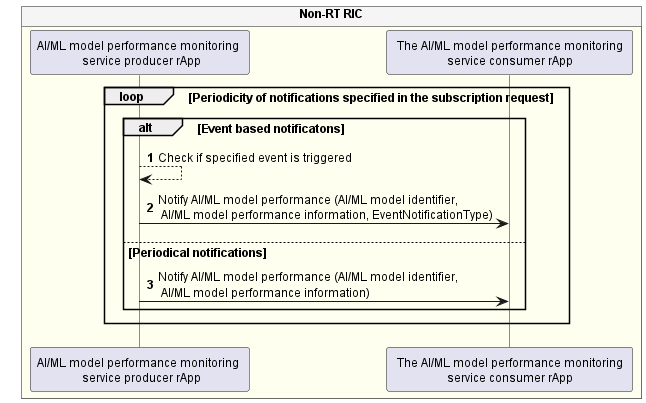 Non-RT RIC
AI/ML model performance monitoring
service producer rApp
The AI/ML model performance monitoring
service consumer rApp
loop
[Periodicity of notifications specified in the subscription request]
alt
[Event based notificatons]
1 Check if specified event is triggered
2 Notify AI/ML model performance (AI/ML model identifier,
AI/ML model performance information, EventNotificationType)
[Periodical notifications]
3 Notify AI/ML model performance (AI/ML model identifier,
AI/ML model performance information)
AI/ML model performance monitoring
service producer rApp
The AI/ML model performance monitoring
service consumer rApp